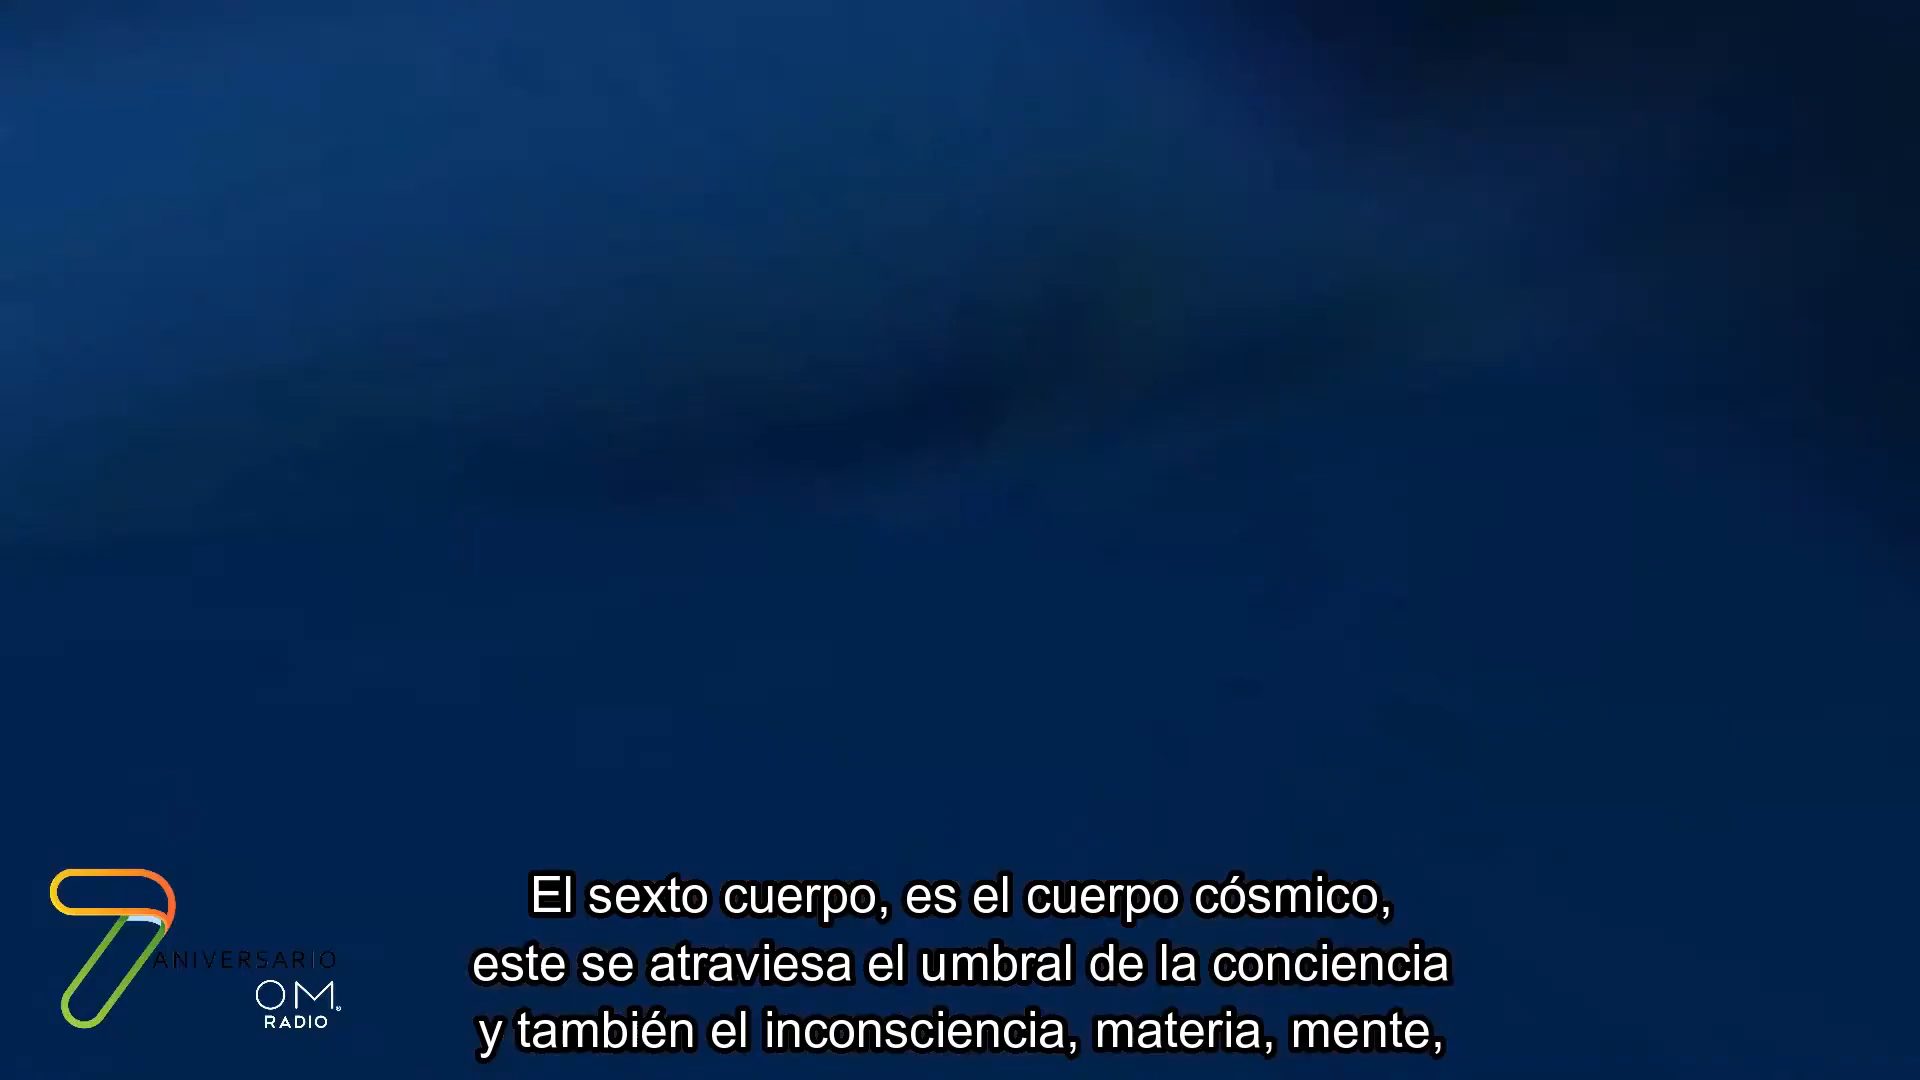 El sexto cuerpo, es el cuerpo cósmico,
este se atraviesa el umbral de la conciencia
y también el inconsciencia, materia, mente,
7
ANIVERSARIO
OM®
RADIO